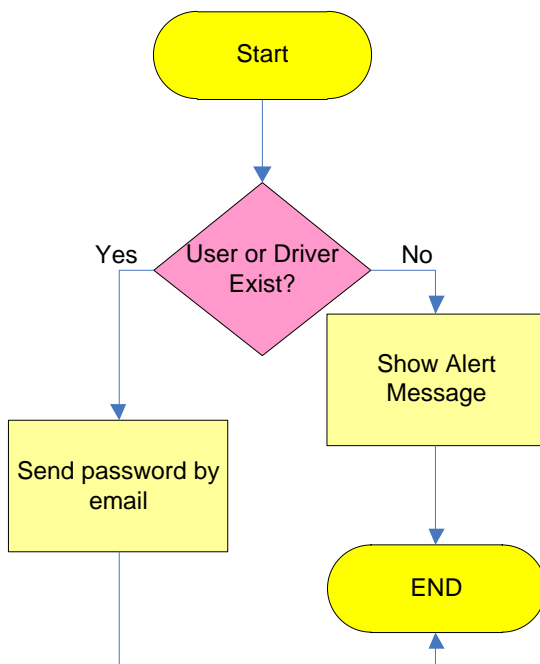 Start
User or Driver
Exist?
Yes
No
Show Alert
Message
Send password by
email
END